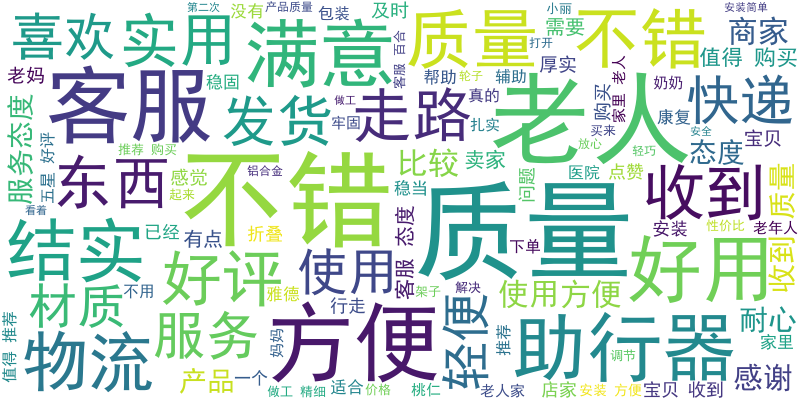 第二次
没有
包装
及时
小丽
安装简单
喜欢
实用
满意
产品质量
质量
不错
需要
商家
打开
值得 购买
老妈
客服
稳固
发货
客服 百合
走路
帮助
轮子
辅助
厚实
真的
老人
购买
家里 老人
奶奶
快递
康复
服务态度
五星 好评
做工
牢固
扎实
买来
安全
宝贝
推荐 购买
放心
轻巧
态度
东西
感觉
铝合金
不错
比较
卖家
问题
医院
点赞
收到
质量
看着
起来
稳当
结实
已经
有点
折叠
客服 态度
质量
下单
好用
安装
性价比
老年人
收到
好评
使用
架子
解决
材质
不用
雅德
行走
轻便
使用方便
耐心
值得 推荐
物流
服务
妈妈
方便
推荐
助行器
调节
家里
产品
一个
做工 精细
适合
价格
桃仁
老人家
店家
安装 方便
宝贝 收到
感谢